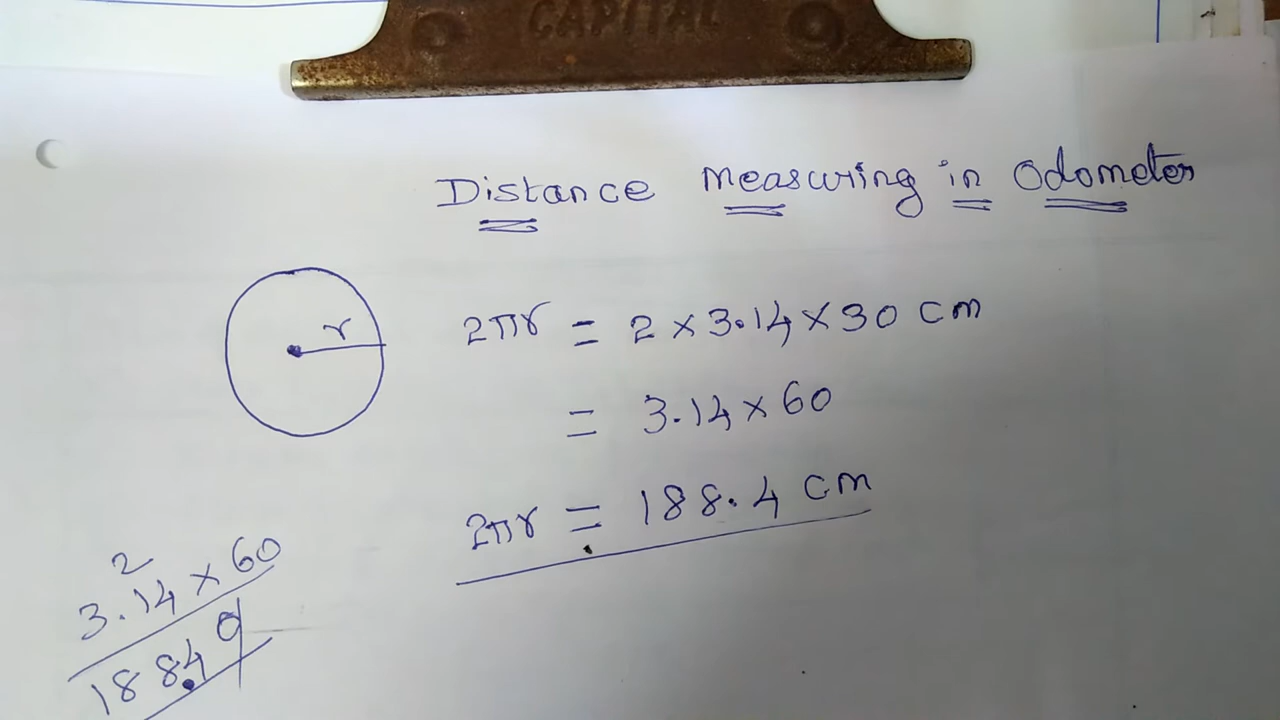 CAPITAL
Distance measuring in Odometer
r
2πr = 2 × 3.14 × 30 cm
= 3.14 × 60
2πr = 188.4 cm
2
3.14 × 60
188.40